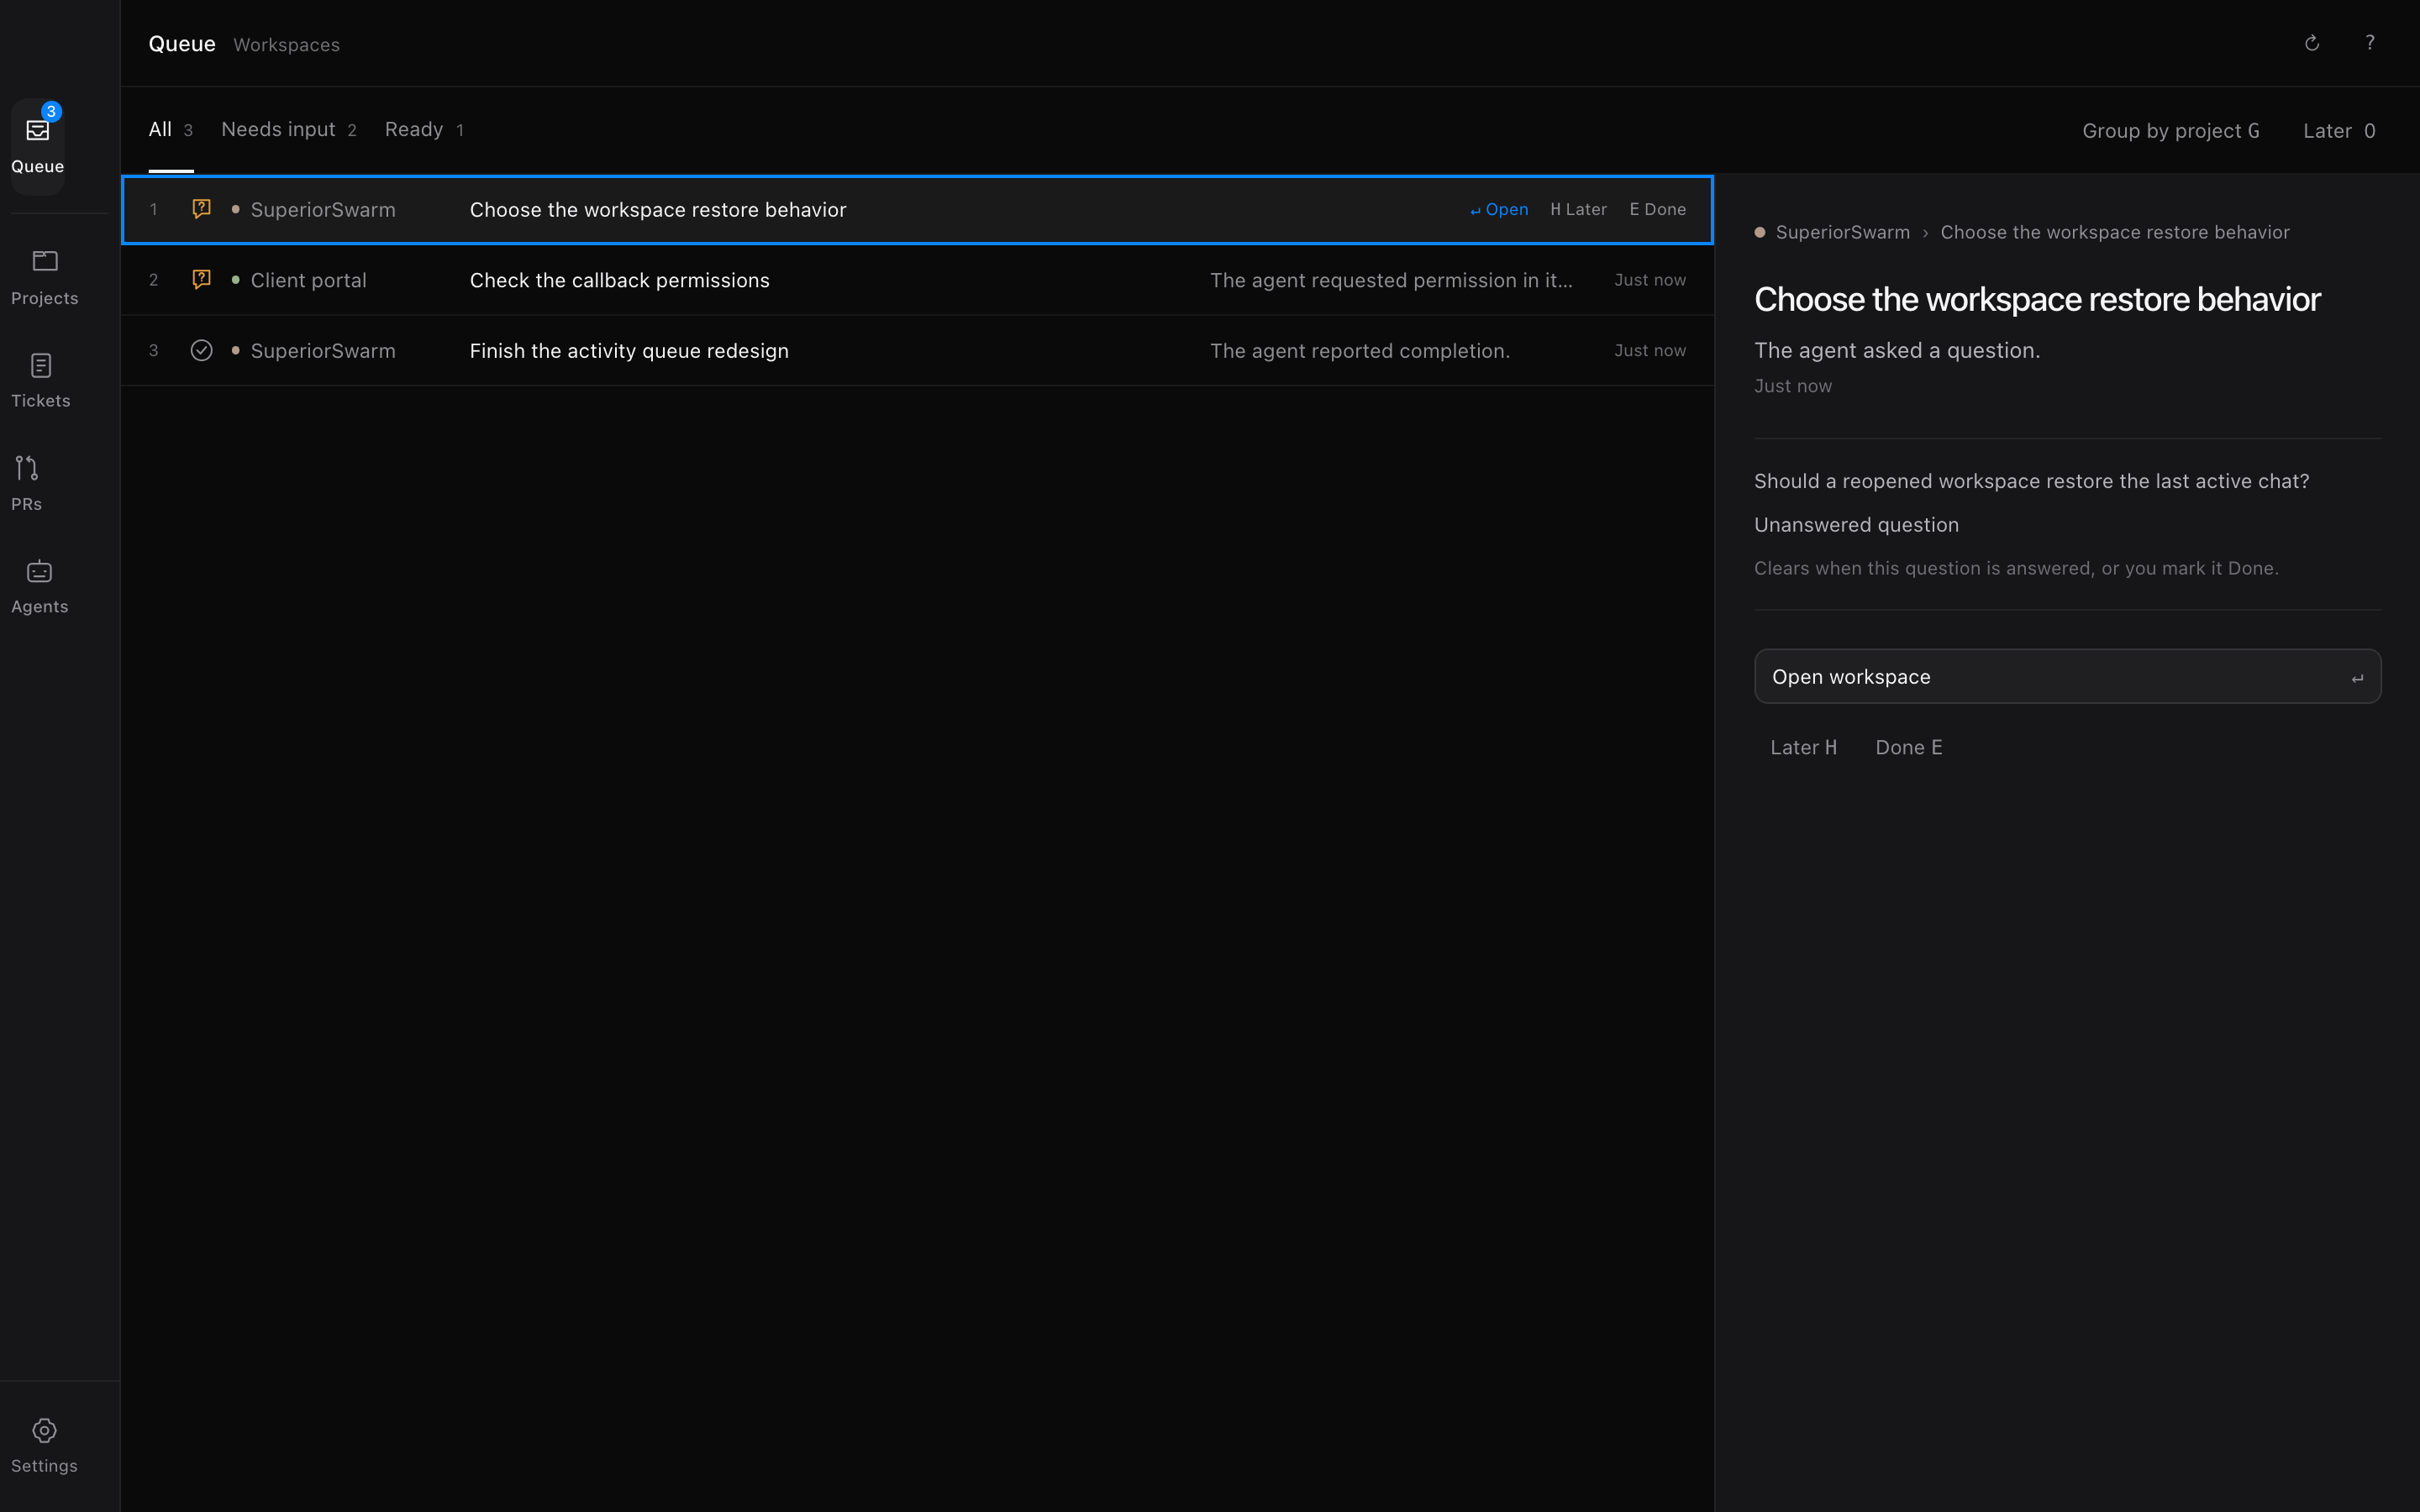 Queue Workspaces ?
3
Queue
Projects
Tickets
PRs
Agents
Settings
All 3 Needs input 2 Ready 1 Group by project G Later 0
1 ? SuperiorSwarm Choose the workspace restore behavior ↵ Open H Later E Done
2 ? Client portal Check the callback permissions The agent requested permission in it... Just now
3 SuperiorSwarm Finish the activity queue redesign The agent reported completion. Just now
SuperiorSwarm › Choose the workspace restore behavior
Choose the workspace restore behavior
The agent asked a question.
Just now
Should a reopened workspace restore the last active chat?
Unanswered question
Clears when this question is answered, or you mark it Done.
Open workspace ↵
Later H Done E